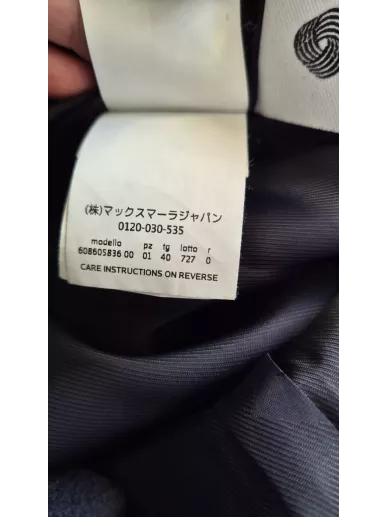 (株)マックスマーラジャパン
0120-030-535
modello pz tg lotto r
608605836 00 01 40 727 0
CARE INSTRUCTIONS ON REVERSE